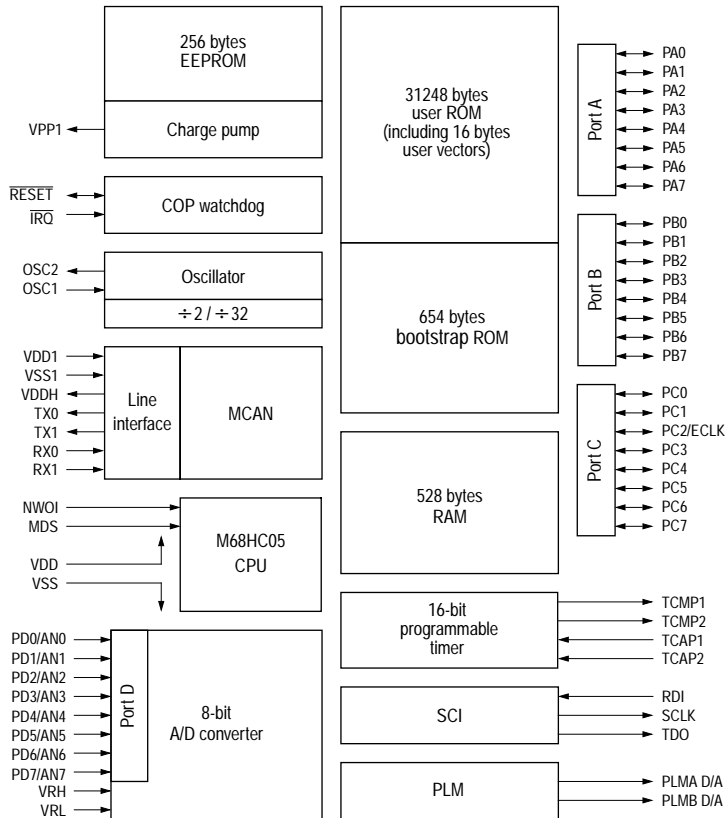 256 bytes
EEPROM
Charge pump
VPP1
RESET
IRQ
COP watchdog
OSC2
OSC1
Oscillator
÷2 / ÷32
VDD1
VSS1
VDDH
TX0
TX1
RX0
RX1
Line
interface
MCAN
NWOI
MDS
VDD
VSS
M68HC05
CPU
PD0/AN0
PD1/AN1
PD2/AN2
PD3/AN3
PD4/AN4
PD5/AN5
PD6/AN6
PD7/AN7
VRH
VRL
Port D
8-bit
A/D converter
31248 bytes
user ROM
(including 16 bytes
user vectors)
654 bytes
bootstrap ROM
528 bytes
RAM
16-bit
programmable
timer
SCI
PLM
Port A
PA0
PA1
PA2
PA3
PA4
PA5
PA6
PA7
Port B
PB0
PB1
PB2
PB3
PB4
PB5
PB6
PB7
Port C
PC0
PC1
PC2/ECLK
PC3
PC4
PC5
PC6
PC7
TCMP1
TCMP2
TCAP1
TCAP2
RDI
SCLK
TDO
PLMA D/A
PLMB D/A